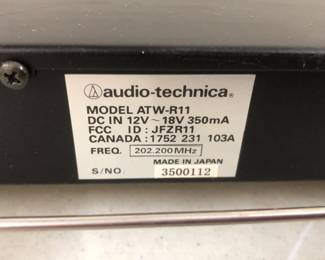 audio-technica®
MODEL ATW-R11
DC IN 12V ~ 18V 350mA
FCC ID : JFZR11
CANADA : 1752 231 103A
FREQ. 202.200MHz
MADE IN JAPAN
S/NO. 3500112